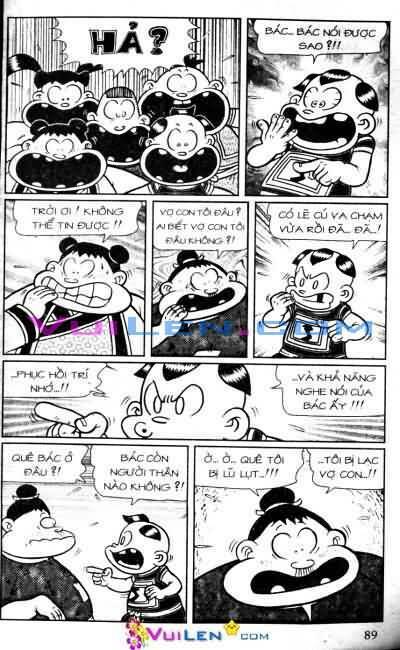 HẢ?
BÁC... BÁC NÓI ĐƯỢC
SAO?!!
TRỜI ƠI! KHÔNG
THỂ TIN ĐƯỢC!!
VỢ CON TÔI ĐÂU?
AI BIẾT VỢ CON TÔI
ĐÂU KHÔNG?!
CÓ LẼ CÚ VA CHẠM
VỪA RỒI ĐÃ... ĐÃ..!
...PHỤC HỒI TRÍ
NHỚ...!!
...VÀ KHẢ NĂNG
NGHE NÓI CỦA
BÁC ẤY!!!
QUÊ BÁC Ở
ĐÂU?!
BÁC CÒN
NGƯỜI THÂN
NÀO KHÔNG?!
Ờ.. Ờ.. QUÊ TÔI
BỊ LŨ LỤT...!!!
...TÔI BỊ LẠC
VỢ CON..!!
VUILEN.COM
89
VUILEN.COM